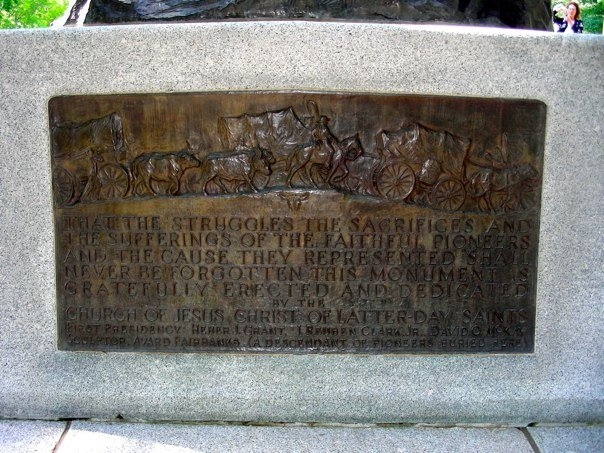 THAT THE STRUGGLES THE SACRIFICES AND
THE SUFFERINGS OF THE FAITHFUL PIONEERS
AND THE CAUSE THEY REPRESENTED SHALL
NEVER BE FORGOTTEN THIS MONUMENT IS
GRATEFULLY ERECTED AND DEDICATED
BY THE
CHURCH OF JESUS CHRIST OF LATTER-DAY SAINTS
FIRST PRESIDENCY: HEBER J. GRANT, J. REUBEN CLARK, JR. DAVID O. MCKAY
SCULPTOR AVARD FAIRBANKS (A DESCENDANT OF PIONEERS BURIED HERE)